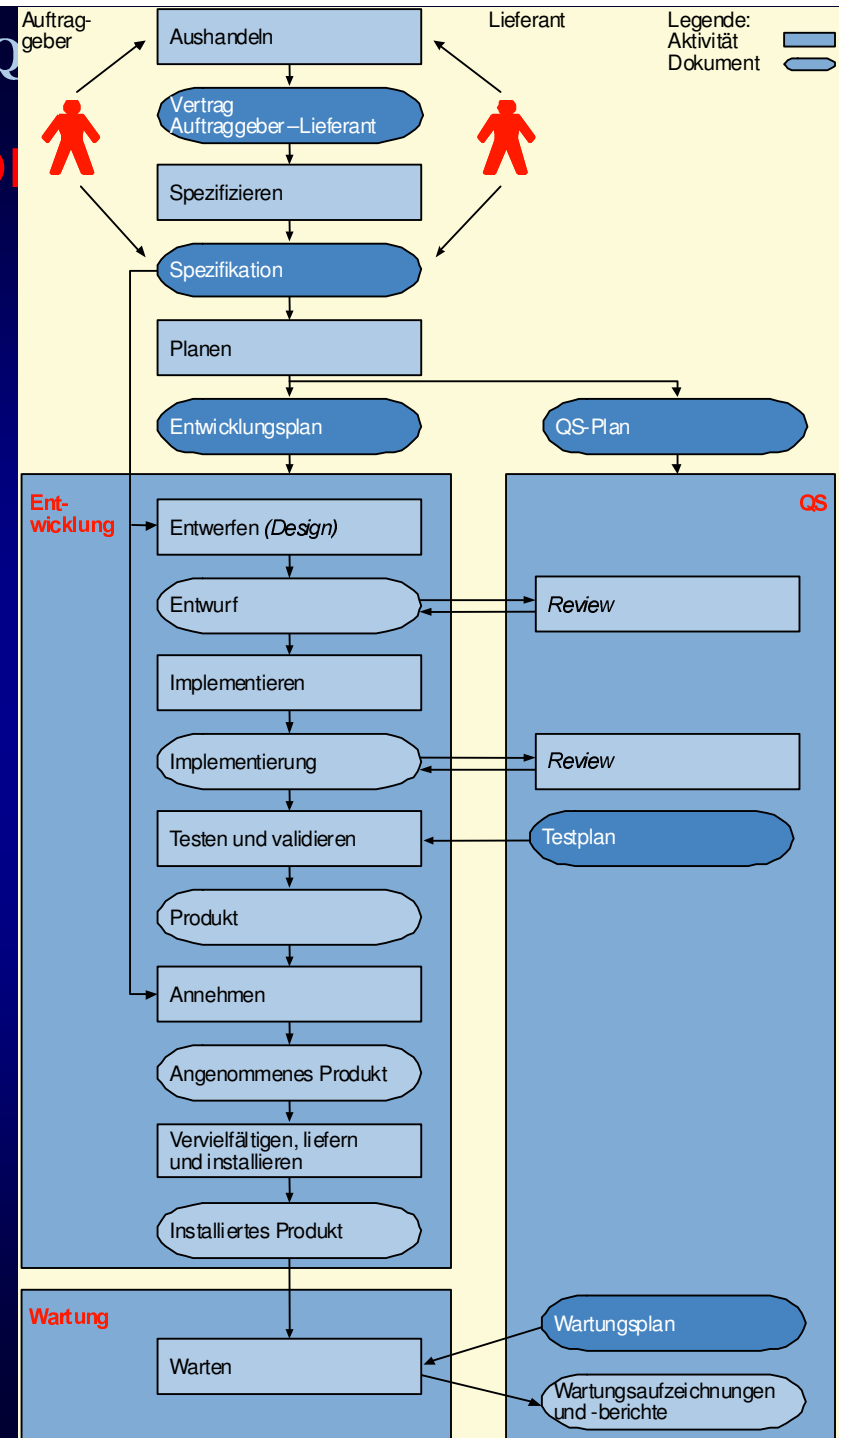 Auftrag-
geber
Lieferant
Legende:
Aktivität
Dokument
Aushandeln
Vertrag
Auftraggeber–Lieferant
Spezifizieren
Spezifikation
Planen
Entwicklungsplan
QS-Plan
Ent-
wicklung
QS
Entwerfen (Design)
Entwurf
Review
Implementieren
Implementierung
Review
Testen und validieren
Testplan
Produkt
Annehmen
Angenommenes Produkt
Vervielfältigen, liefern
und installieren
Installiertes Produkt
Wartung
Wartungsplan
Warten
Wartungsaufzeichnungen
und -berichte